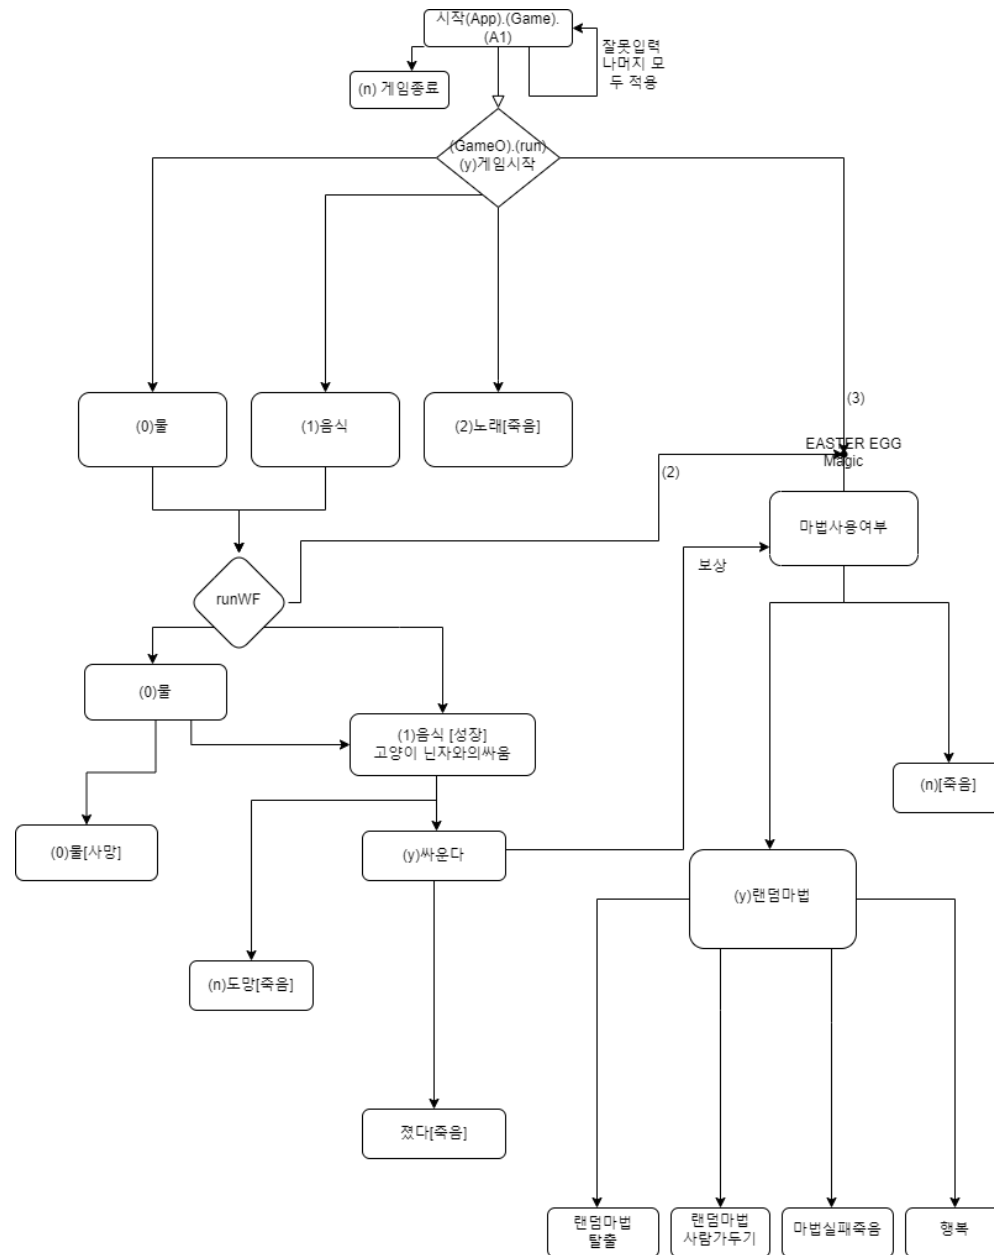 시작(App).(Game).
(A1)
잘못입력
나머지 모
두 적용
(n) 게임종료
(GameO).(run)
(y)게임시작
(0)물
(1)음식
(2)노래[죽음]
(3)
EASTER EGG
Magic
(2)
마법사용여부
보상
runWF
(0)물
(1)음식 [성장]
고양이 닌자와의싸움
(n)[죽음]
(0)물[사망]
(y)싸운다
(y)랜덤마법
(n)도망[죽음]
졌다[죽음]
랜덤마법
탈출
랜덤마법
사람가두기
마법실패죽음
행복